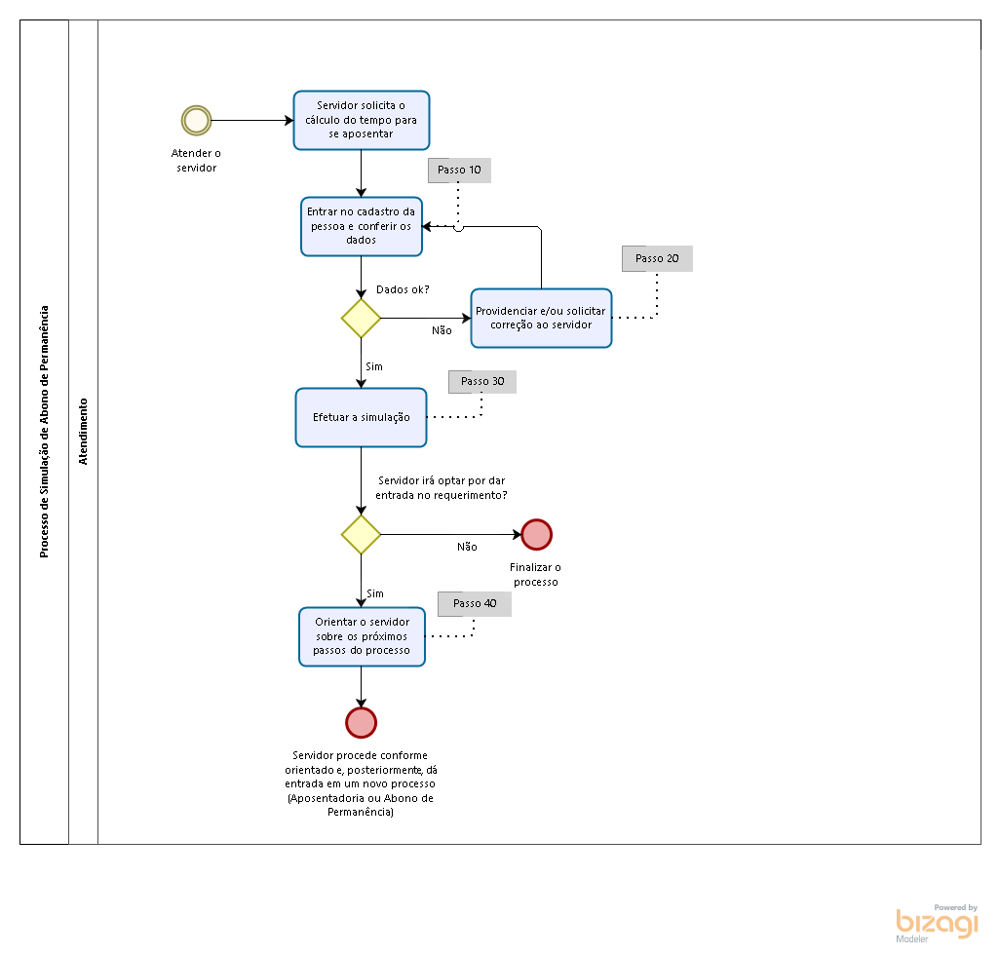 Processo de Simulação de Abono de Permanência
Atendimento
Atender o
servidor
Servidor solicita o
cálculo do tempo para
se aposentar
Passo 10
Entrar no cadastro da
pessoa e conferir os
dados
Passo 20
Dados ok?
Providenciar e/ou solicitar
correção ao servidor
Não
Sim
Passo 30
Efetuar a simulação
Servidor irá optar por dar
entrada no requerimento?
Não
Finalizar o
processo
Sim
Passo 40
Orientar o servidor
sobre os próximos
passos do processo
Servidor procede conforme
orientado e, posteriormente, dá
entrada em um novo processo
(Aposentadoria ou Abono de
Permanência)
Powered by
bizagi
Modeler